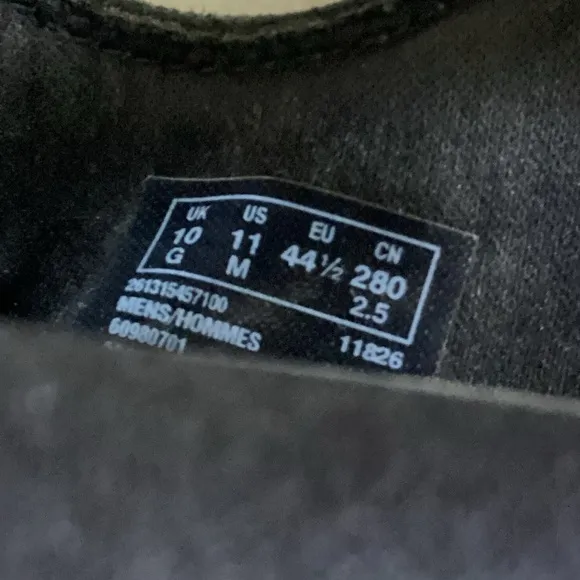 UK US EU CN
10 11 44½ 280
G M 2.5
261315457100
MENS/HOMMES 11826
60980701